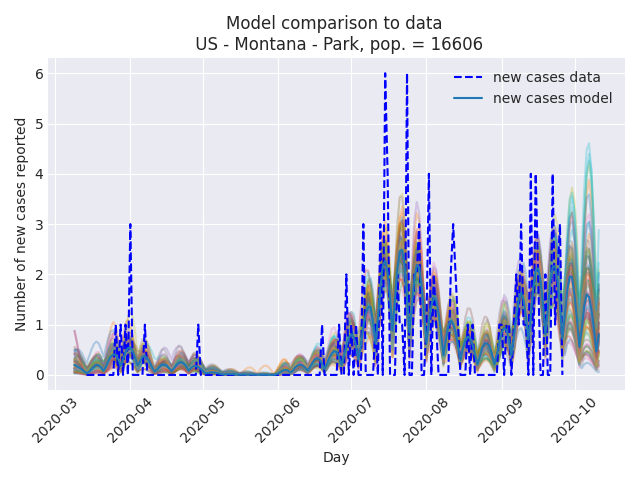 Model comparison to data
US - Montana - Park, pop. = 16606
new cases data
new cases model
Number of new cases reported
6
5
4
3
2
1
0
2020-03
2020-04
2020-05
2020-06
2020-07
2020-08
2020-09
2020-10
Day